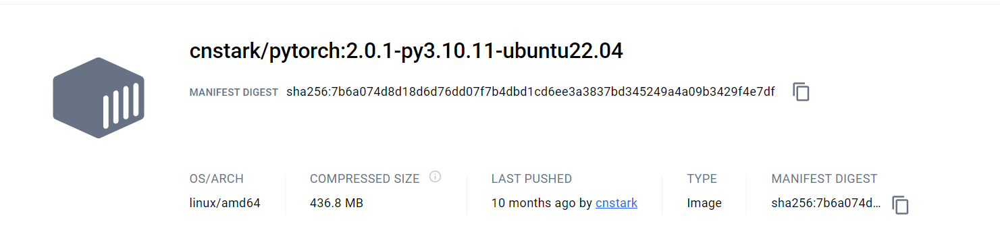 cnstark/pytorch:2.0.1-py3.10.11-ubuntu22.04
MANIFEST DIGEST sha256:7b6a074d8d18d6d76dd07f7b4dbd1cd6ee3a3837bd345249a4a09b3429f4e7df
OS/ARCH COMPRESSED SIZE LAST PUSHED TYPE MANIFEST DIGEST
linux/amd64 436.8 MB 10 months ago by cnstark Image sha256:7b6a074d...